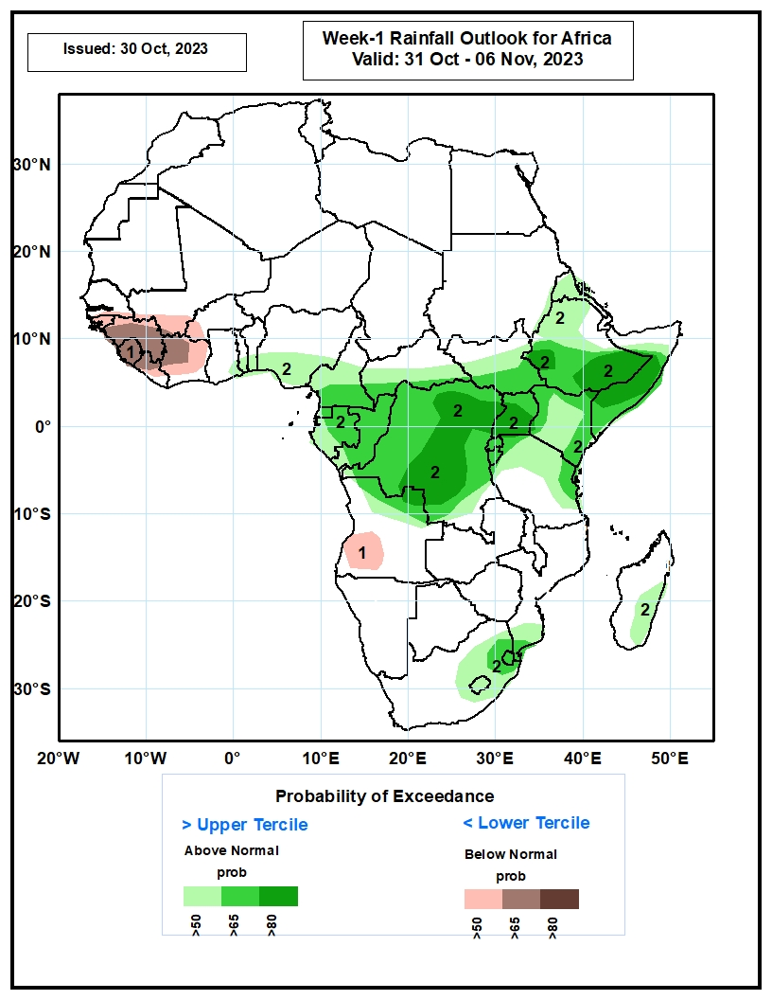 Issued: 30 Oct, 2023
Week-1 Rainfall Outlook for Africa
Valid: 31 Oct - 06 Nov, 2023
30°N
20°N
10°N
0°
10°S
20°S
30°S
2
1
2
2
2
2
2
2
2
2
2
1
2
2
20°W 10°W 0° 10°E 20°E 30°E 40°E 50°E
Probability of Exceedance
> Upper Tercile
< Lower Tercile
Above Normal
Below Normal
prob
prob
>50 >65 >80
>50 >65 >80